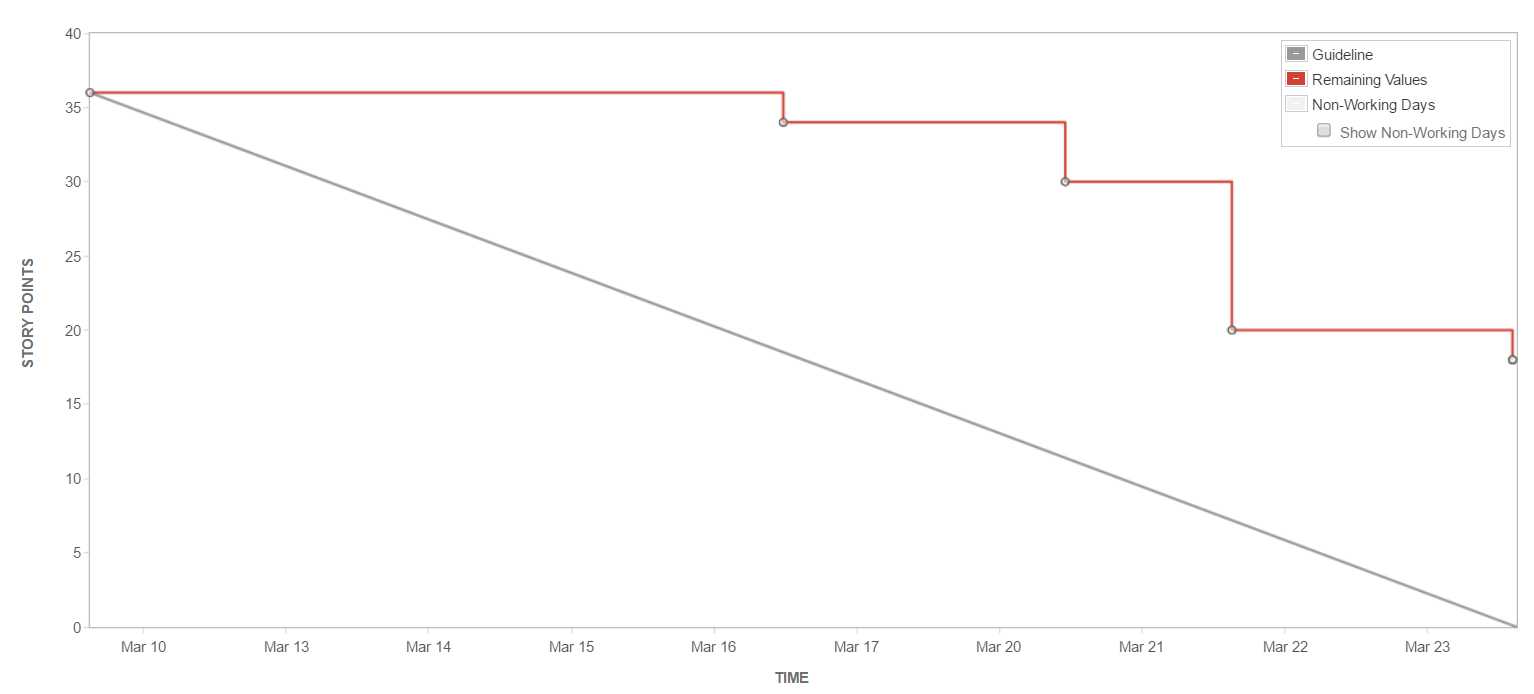 40
35
30
25
20
15
10
5
0
STORY POINTS
Guideline
Remaining Values
Non-Working Days
Show Non-Working Days
Mar 10 Mar 13 Mar 14 Mar 15 Mar 16 Mar 17 Mar 20 Mar 21 Mar 22 Mar 23
TIME